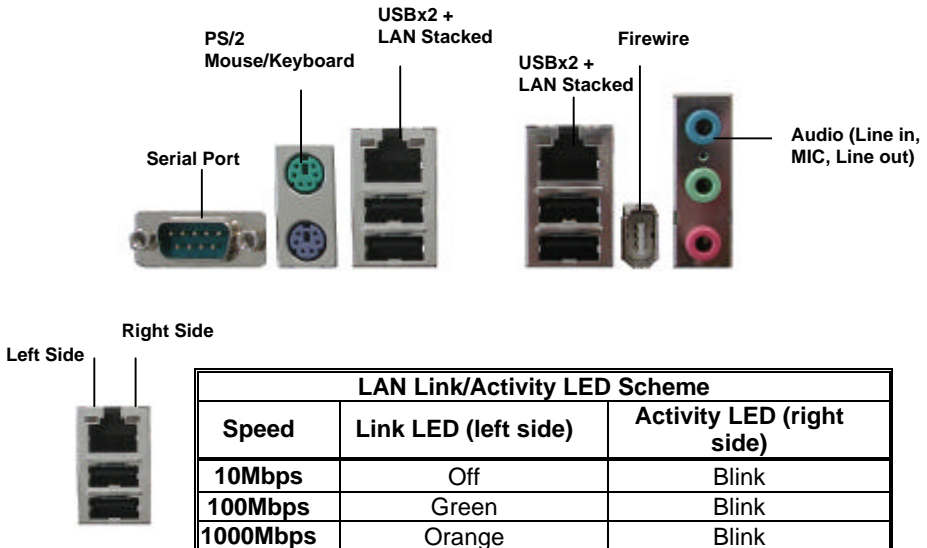 USBx2 +
LAN Stacked
PS/2
Mouse/Keyboard
Firewire
USBx2 +
LAN Stacked
Audio (Line in,
MIC, Line out)
Serial Port
Right Side
Left Side
LAN Link/Activity LED Scheme
Speed Link LED (left side) Activity LED (right
side)
10Mbps Off Blink
100Mbps Green Blink
1000Mbps Orange Blink